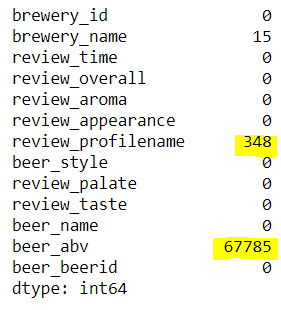 brewery_id 0
brewery_name 15
review_time 0
review_overall 0
review_aroma 0
review_appearance 0
review_profilename 348
beer_style 0
review_palate 0
review_taste 0
beer_name 0
beer_abv 67785
beer_beerid 0
dtype: int64